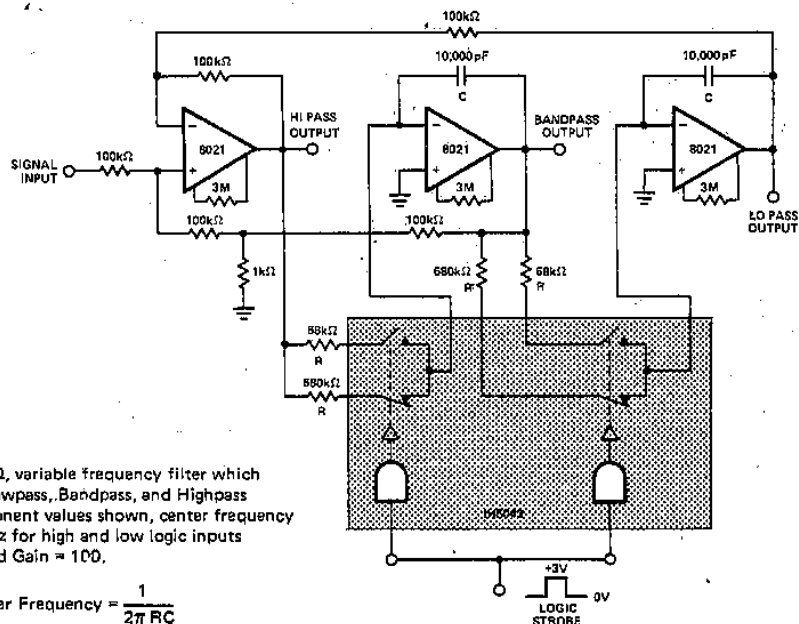 100kΩ
100kΩ
10,000pF
C
10,000pF
C
HI PASS
OUTPUT
BANDPASS
OUTPUT
SIGNAL
INPUT
100kΩ
−
+
8021
3M
−
+
8021
3M
−
+
8021
3M
LO PASS
OUTPUT
100kΩ
100kΩ
1kΩ
680kΩ
R
68kΩ
R
68kΩ
R
680kΩ
R
, variable frequency filter which
wpass, Bandpass, and Highpass
onent values shown, center frequency
z for high and low logic inputs
d Gain = 100.
er Frequency = 1
2π RC
+3V
0V
LOGIC
STROBE